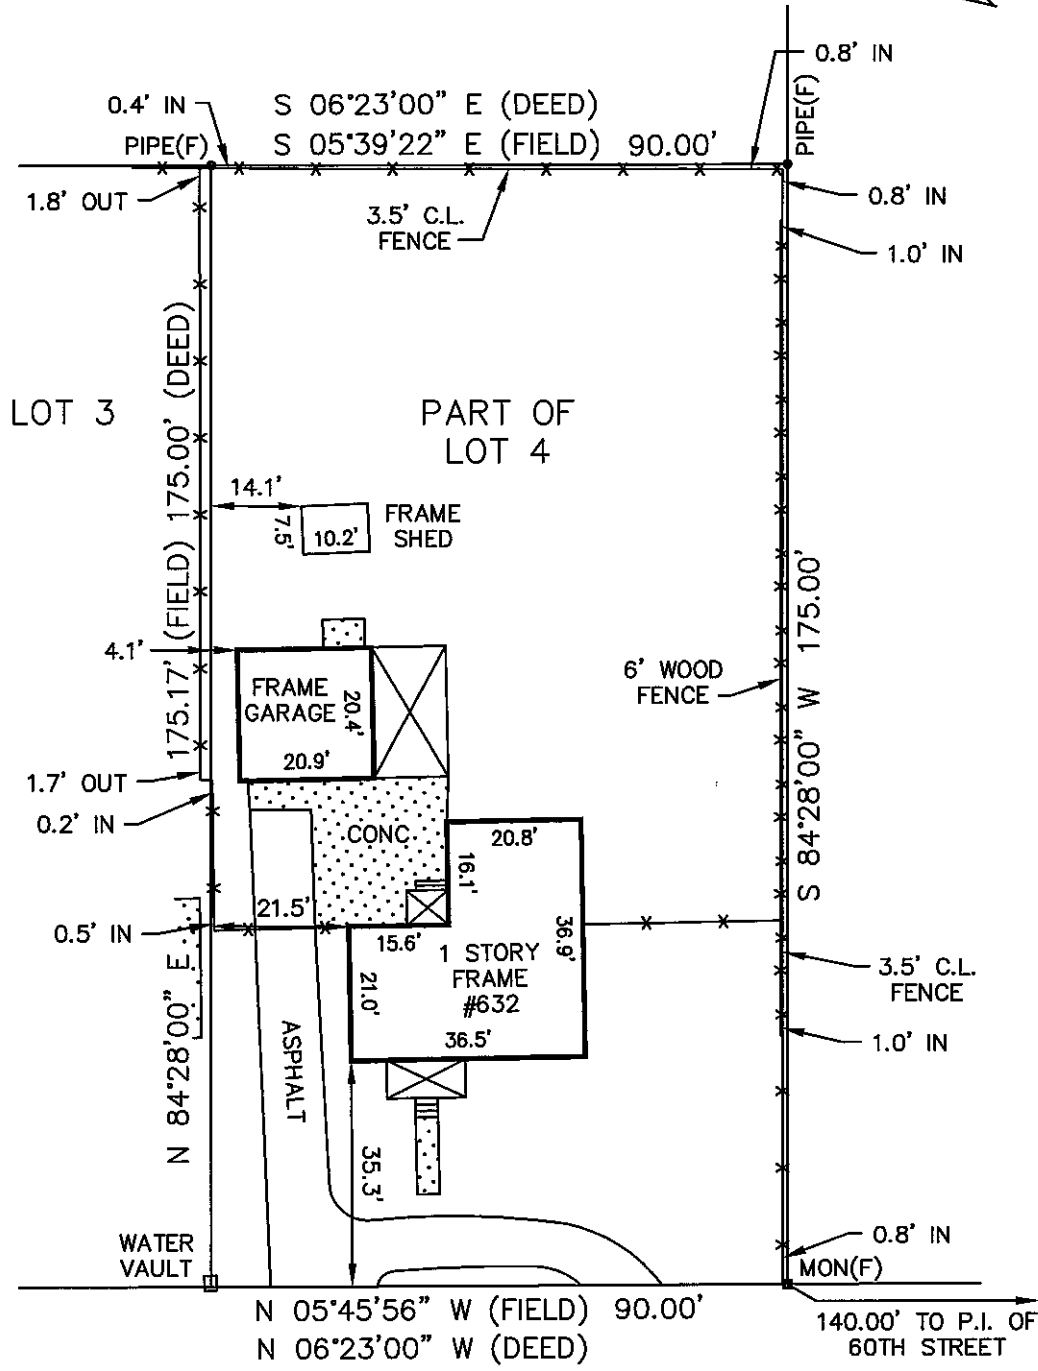 0.8' IN
0.4' IN
S 06°23'00" E (DEED)
PIPE(F)
S 05°39'22" E (FIELD) 90.00'
PIPE(F)
1.8' OUT
3.5' C.L.
FENCE
0.8' IN
1.0' IN
LOT 3
PART OF
LOT 4
14.1'
7.5'
10.2'
FRAME
SHED
4.1'
FRAME
GARAGE
20.4'
20.9'
6' WOOD
FENCE
S 84°28'00" W 175.00'
175.17' (FIELD) 175.00' (DEED)
1.7' OUT
0.2' IN
CONC.
20.8'
16.1'
21.5'
0.5' IN
15.6'
1 STORY
FRAME
#632
36.9'
21.0'
36.5'
3.5' C.L.
FENCE
1.0' IN
N 84°28'00" E
ASPHALT
35.3'
WATER
VAULT
0.8' IN
MON(F)
N 05°45'56" W (FIELD) 90.00'
N 06°23'00" W (DEED)
140.00' TO P.I. OF
60TH STREET